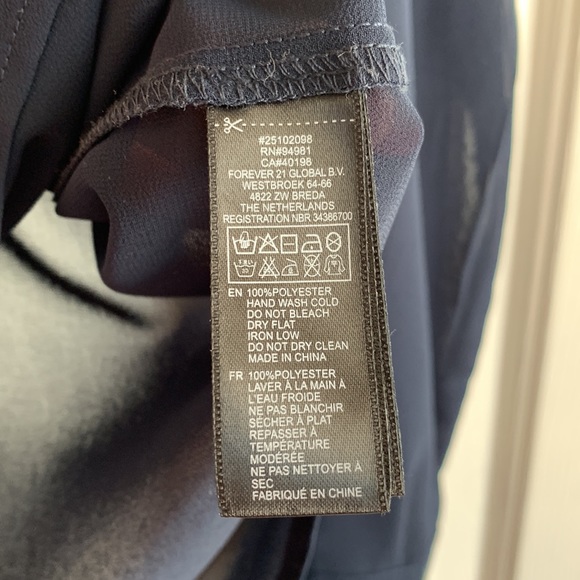 #25102098
RN#94981
CA#40198
FOREVER 21 GLOBAL B.V.
WESTBROEK 64-66
4822 ZW BREDA
THE NETHERLANDS
REGISTRATION NBR 34386700
EN 100%POLYESTER
HAND WASH COLD
DO NOT BLEACH
DRY FLAT
IRON LOW
DO NOT DRY CLEAN
MADE IN CHINA
FR 100%POLYESTER
LAVER À LA MAIN À
L'EAU FROIDE
NE PAS BLANCHIR
SÉCHER À PLAT
REPASSER À
TEMPÉRATURE
MODÉRÉE
NE PAS NETTOYER À
SEC
FABRIQUÉ EN CHINE